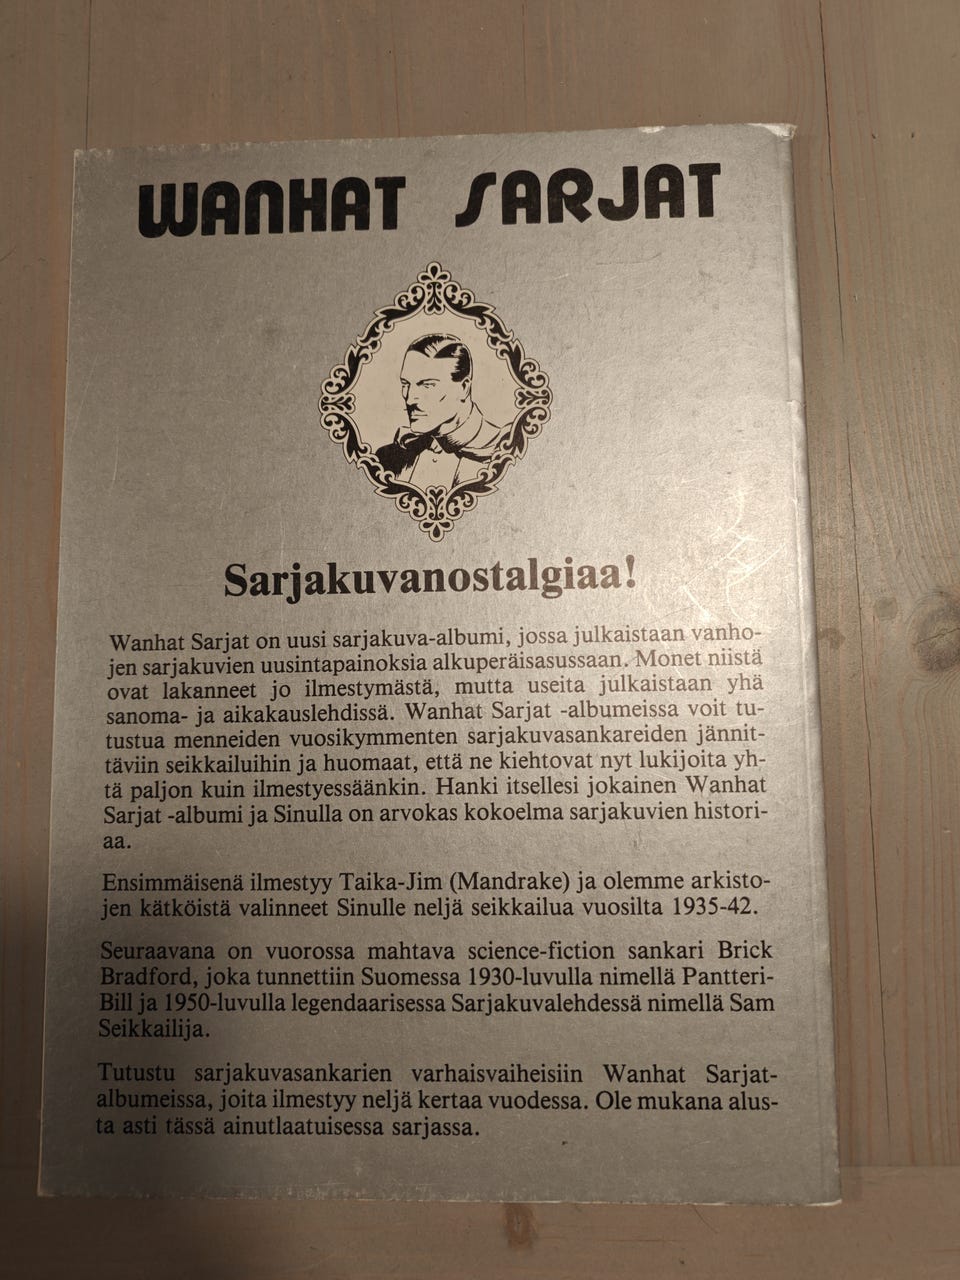 WANHAT SARJAT
Sarjakuvanostalgiaa!
Wanhat Sarjat on uusi sarjakuva-albumi, jossa julkaistaan vanho-
jen sarjakuvien uusintapainoksia alkuperäisasussaan. Monet niistä
ovat lakanneet jo ilmestymästä, mutta useita julkaistaan yhä
sanoma- ja aikakauslehdissä. Wanhat Sarjat -albumeissa voit tu-
tustua menneiden vuosikymmenten sarjakuvasankareiden jännit-
täviin seikkailuihin ja huomaat, että ne kiehtovat nyt lukijoita yh-
tä paljon kuin ilmestyessäänkin. Hanki itsellesi jokainen Wanhat
Sarjat -albumi ja Sinulla on arvokas kokoelma sarjakuvien histori-
aa.
Ensimmäisenä ilmestyy Taika-Jim (Mandrake) ja olemme arkisto-
jen kätköistä valinneet Sinulle neljä seikkailua vuosilta 1935-42.
Seuraavana on vuorossa mahtava science-fiction sankari Brick
Bradford, joka tunnettiin Suomessa 1930-luvulla nimellä Pantteri-
Bill ja 1950-luvulla legendaarisessa Sarjakuvalehdessä nimellä Sam
Seikkailija.
Tutustu sarjakuvasankarien varhaisvaiheisiin Wanhat Sarjat-
albumeissa, joita ilmestyy neljä kertaa vuodessa. Ole mukana alus-
ta asti tässä ainutlaatuisessa sarjassa.